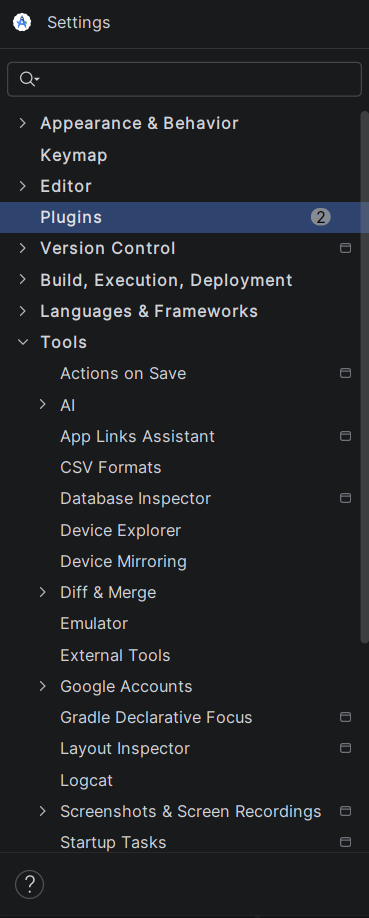 Settings
Appearance & Behavior
Keymap
Editor
Plugins 2
Version Control
Build, Execution, Deployment
Languages & Frameworks
Tools
Actions on Save
AI
App Links Assistant
CSV Formats
Database Inspector
Device Explorer
Device Mirroring
Diff & Merge
Emulator
External Tools
Google Accounts
Gradle Declarative Focus
Layout Inspector
Logcat
Screenshots & Screen Recordings
Startup Tasks
?